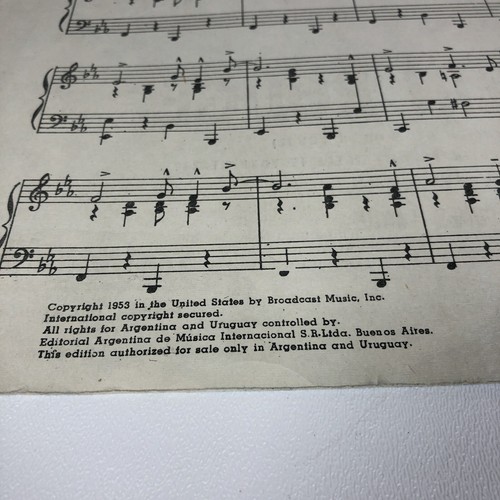 Copyright 1953 in the United States by Broadcast Music, Inc.
International copyright secured.
All rights for Argentina and Uruguay controlled by.
Editorial Argentina de Música Internacional S.R.Ltda. Buenos Aires.
This edition authorized for sale only in Argentina and Uruguay.